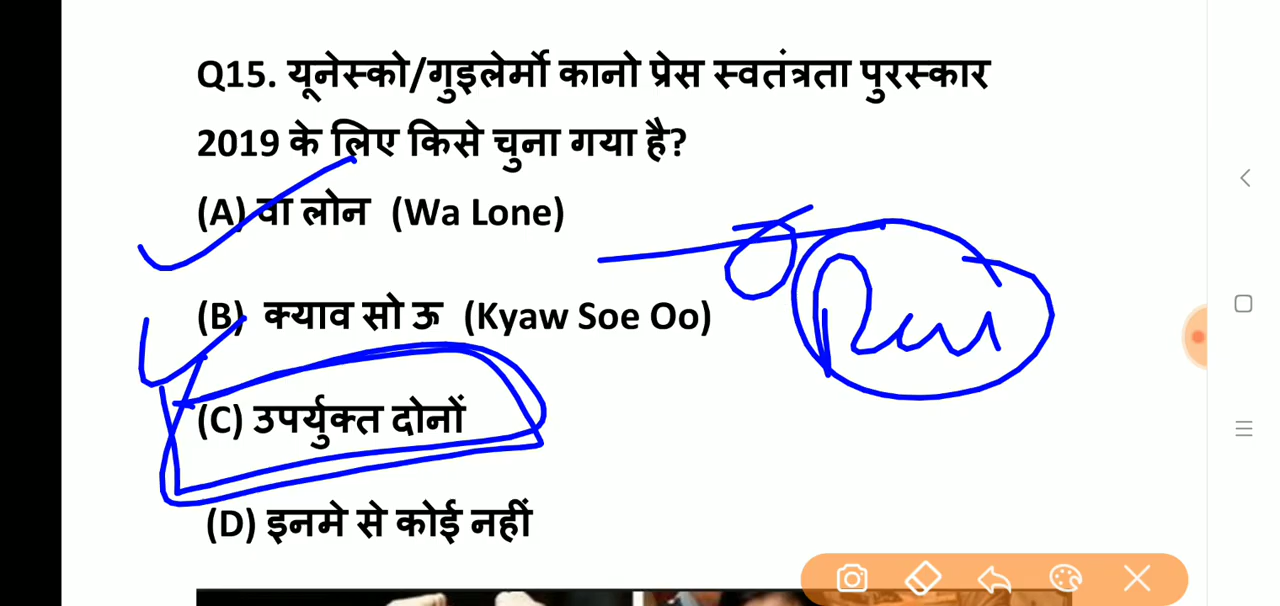 Q15. यूनेस्को/गुइलेर्मो कानो प्रेस स्वतंत्रता पुरस्कार
2019 के लिए किसे चुना गया है?
(A) वा लोन (Wa Lone)
(B) क्याव सो ऊ (Kyaw Soe Oo)
(C) उपर्युक्त दोनों
(D) इनमे से कोई नहीं